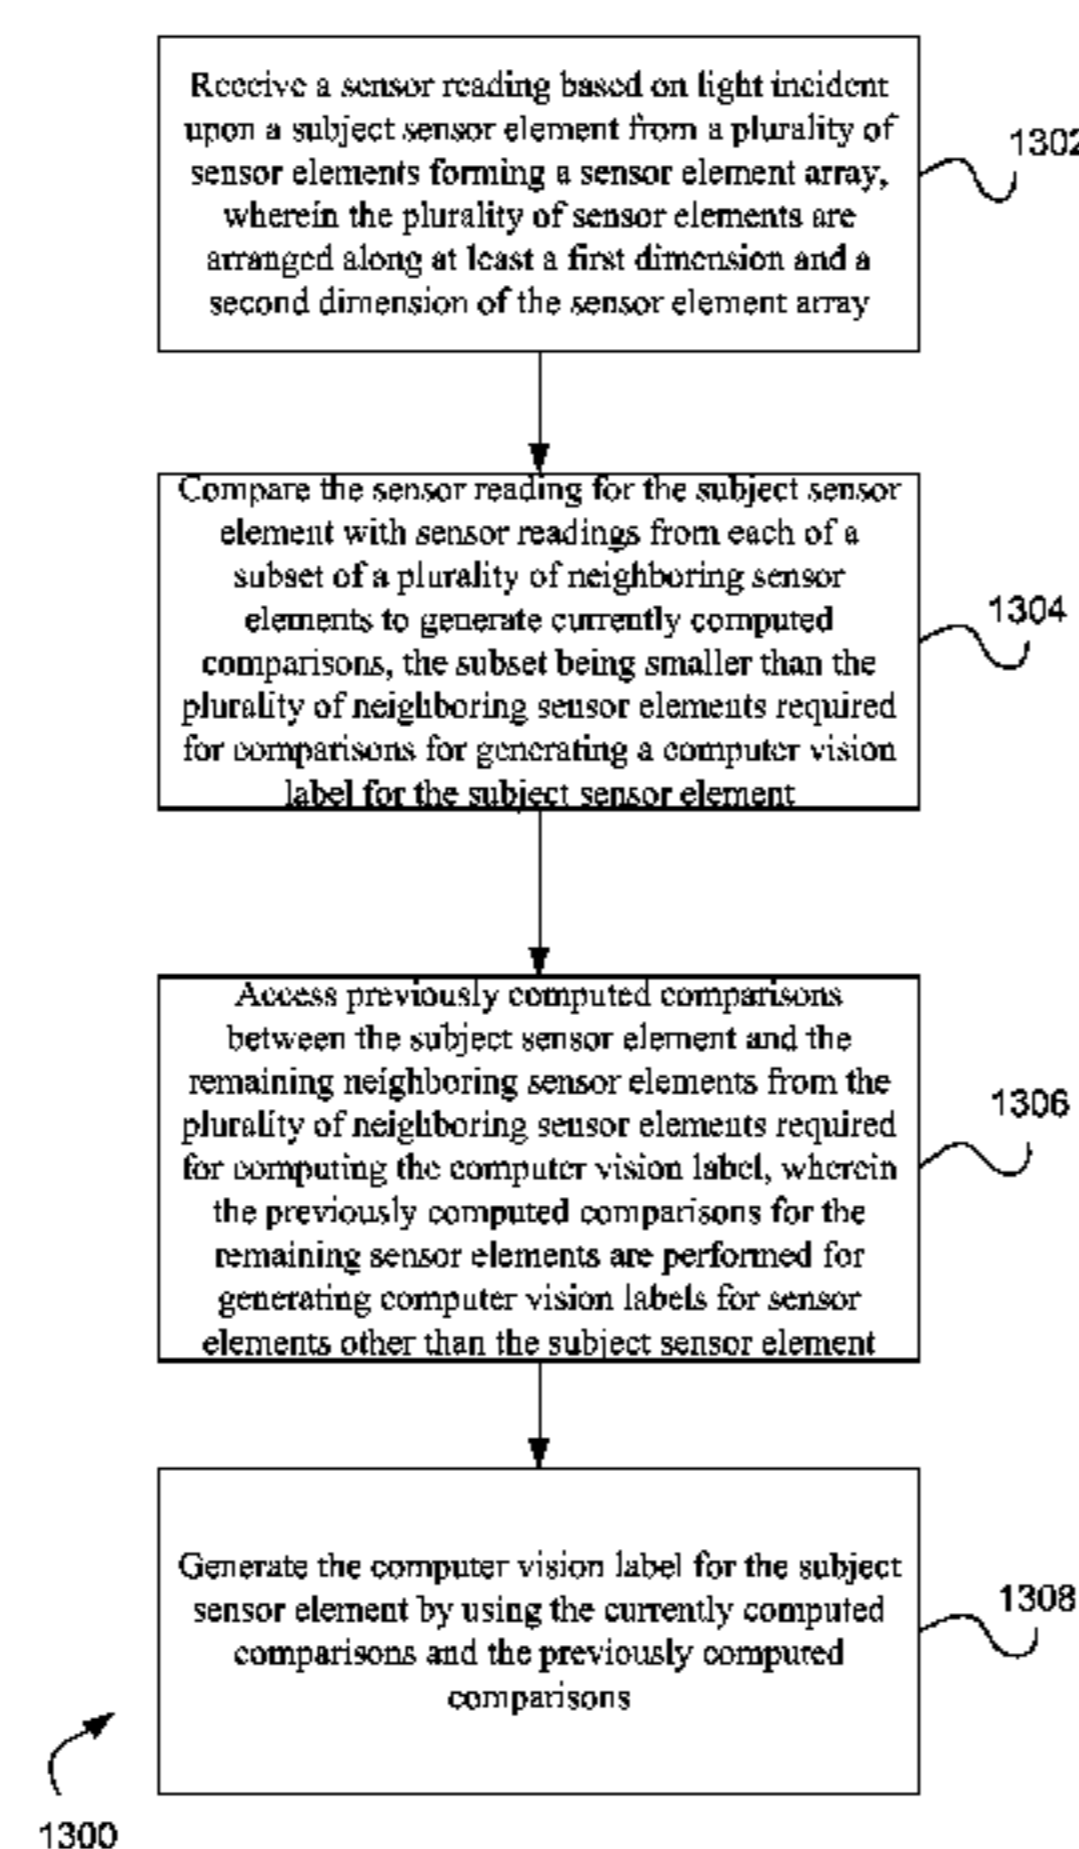 Receive a sensor reading based on light incident
upon a subject sensor element from a plurality of
sensor elements forming a sensor element array,
wherein the plurality of sensor elements are
arranged along at least a first dimension and a
second dimension of the sensor element array
1302
Compare the sensor reading for the subject sensor
element with sensor readings from each of a
subset of a plurality of neighboring sensor
elements to generate currently computed
comparisons, the subset being smaller than the
plurality of neighboring sensor elements required
for comparisons for generating a computer vision
label for the subject sensor element
1304
Access previously computed comparisons
between the subject sensor element and the
remaining neighboring sensor elements from the
plurality of neighboring sensor elements required
for computing the computer vision label, wherein
the previously computed comparisons for the
remaining sensor elements are performed for
generating computer vision labels for sensor
elements other than the subject sensor element
1306
Generate the computer vision label for the subject
sensor element by using the currently computed
comparisons and the previously computed
comparisons
1308
1300